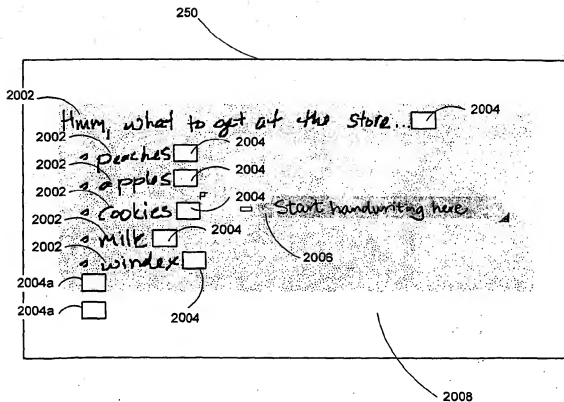 250
2002 Hmm, what to get at the store... 2004
2002 peaches 2004
2002 apples 2004
2002 cookies 2004 Start handwriting here
2002 milk 2004 2006
2002 windex 2004
2004a
2004a
2008